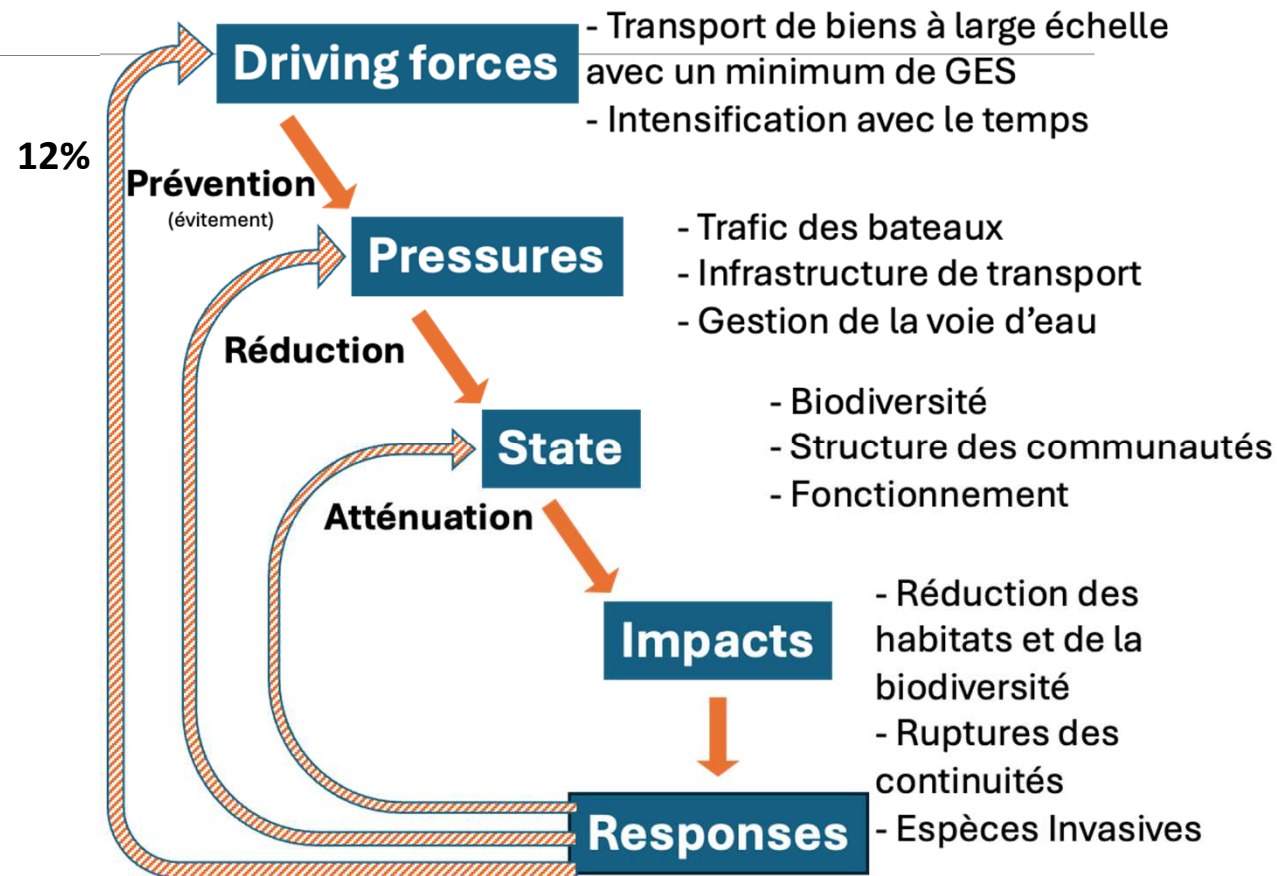 Driving forces
- Transport de biens à large échelle
avec un minimum de GES
- Intensification avec le temps
12%
Prévention
(évitement)
Pressures
- Trafic des bateaux
- Infrastructure de transport
- Gestion de la voie d’eau
Réduction
State
- Biodiversité
- Structure des communautés
- Fonctionnement
Atténuation
Impacts
- Réduction des
habitats et de la
biodiversité
- Ruptures des
continuités
- Espèces Invasives
Responses